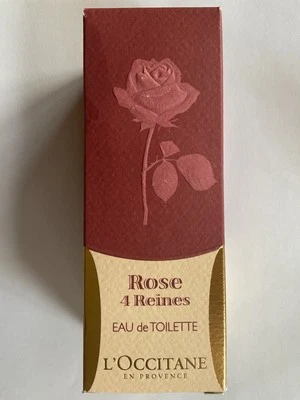 Rose
4 Reines
EAU de TOILETTE
L'OCCITANE
EN PROVENCE